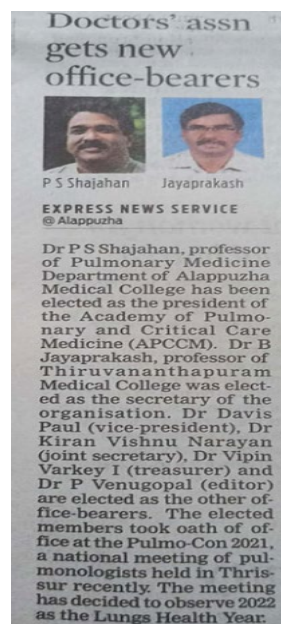 Doctors' assn
gets new
office-bearers
P S Shajahan
Jayaprakash
EXPRESS NEWS SERVICE
@ Alappuzha
Dr P S Shajahan, professor
of Pulmonary Medicine
Department of Alappuzha
Medical College has been
elected as the president of
the Academy of Pulmo-
nary and Critical Care
Medicine (APCCM). Dr B
Jayaprakash, professor of
Thiruvananthapuram
Medical College was elect-
ed as the secretary of the
organisation. Dr Davis
Paul (vice-president), Dr
Kiran Vishnu Narayan
(joint secretary), Dr Vipin
Varkey I (treasurer) and
Dr P Venugopal (editor)
are elected as the other of-
fice-bearers. The elected
members took oath of of-
fice at the Pulmo-Con 2021,
a national meeting of pul-
monologists held in Thris-
sur recently. The meeting
has decided to observe 2022
as the Lungs Health Year.